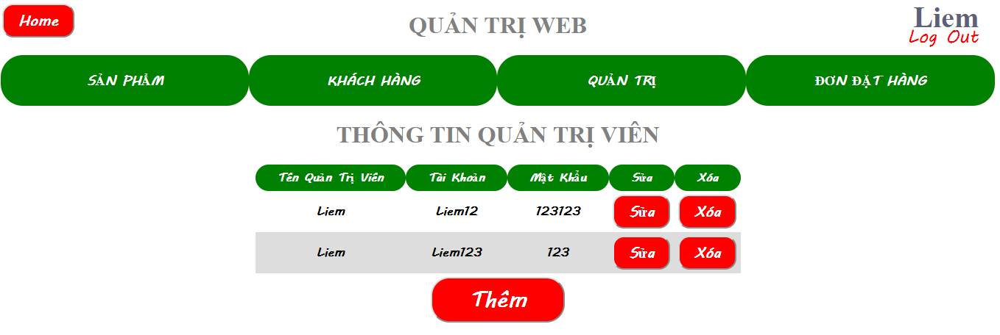 Home
QUẢN TRỊ WEB
Liem
Log Out
SẢN PHẨM KHÁCH HÀNG QUẢN TRỊ ĐƠN ĐẶT HÀNG
THÔNG TIN QUẢN TRỊ VIÊN
Tên Quản Trị Viên Tài Khoản Mật Khẩu Sửa Xóa
Liem Liem12 123123 Sửa Xóa
Liem Liem123 123 Sửa Xóa
Thêm